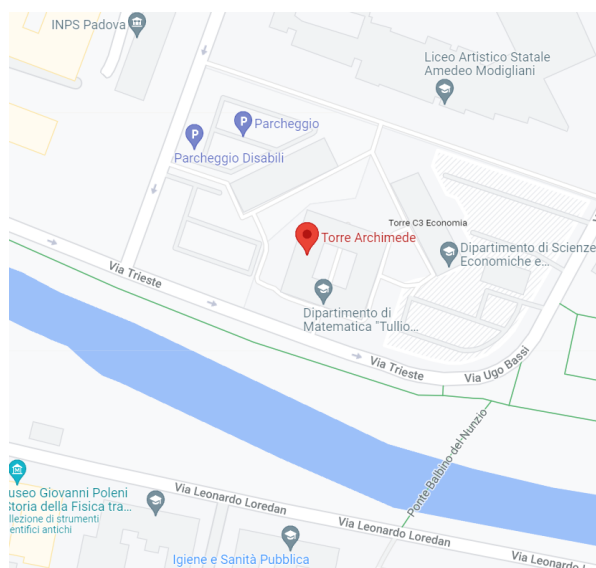 INPS Padova
Liceo Artistico Statale
Amedeo Modigliani
P
Parcheggio
P
Parcheggio Disabili
Torre C3 Economia
Torre Archimede
Dipartimento di Scienze
Economiche e...
Via Trieste
Dipartimento di
Matematica "Tullio...
Via Trieste
Via Ugo Bassi
Ponte Balbino del Nunzio
Via Leonardo Loredan
useo Giovanni Poleni
Storia della Fisica tra...
llezione di strumenti
entifici antichi
Via Leonardo Loredan
Via Leonardo
Igiene e Sanità Pubblica